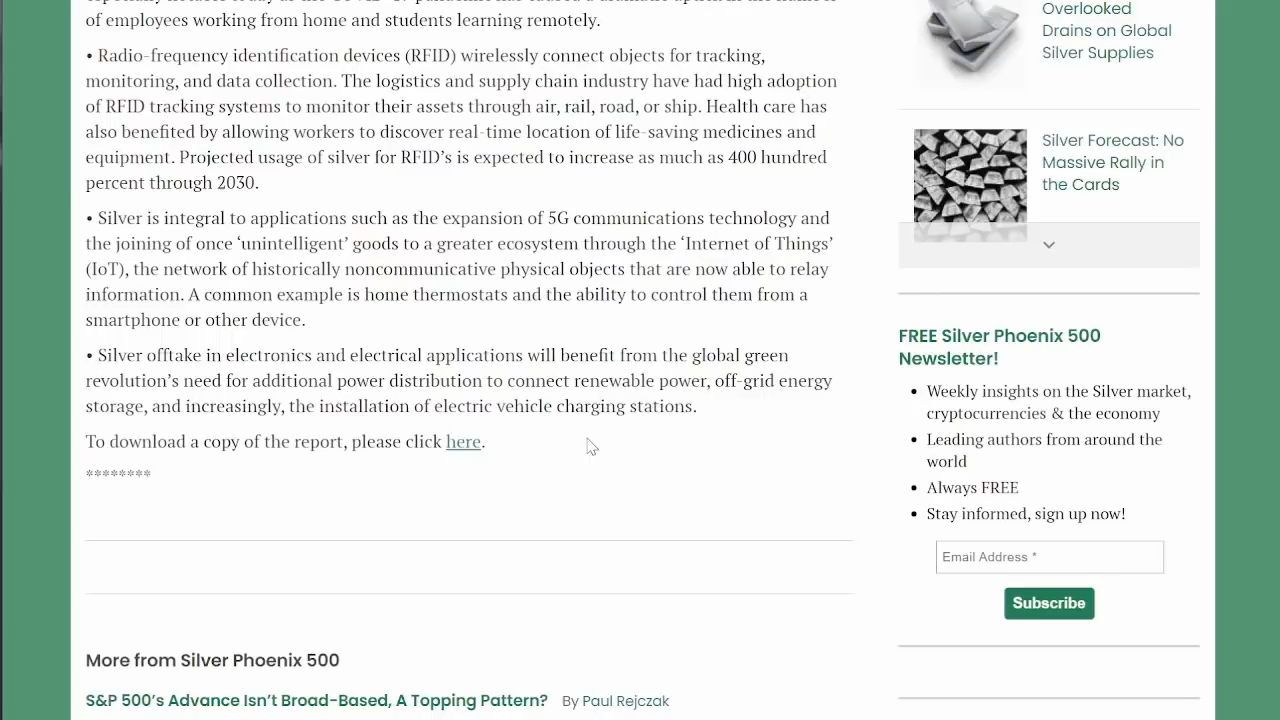 of employees working from home and students learning remotely.
• Radio-frequency identification devices (RFID) wirelessly connect objects for tracking,
monitoring, and data collection. The logistics and supply chain industry have had high adoption
of RFID tracking systems to monitor their assets through air, rail, road, or ship. Health care has
also benefited by allowing workers to discover real-time location of life-saving medicines and
equipment. Projected usage of silver for RFID’s is expected to increase as much as 400 hundred
percent through 2030.
• Silver is integral to applications such as the expansion of 5G communications technology and
the joining of once ‘unintelligent’ goods to a greater ecosystem through the ‘Internet of Things’
(IoT), the network of historically noncommunicative physical objects that are now able to relay
information. A common example is home thermostats and the ability to control them from a
smartphone or other device.
• Silver offtake in electronics and electrical applications will benefit from the global green
revolution’s need for additional power distribution to connect renewable power, off-grid energy
storage, and increasingly, the installation of electric vehicle charging stations.
To download a copy of the report, please click here.
********
More from Silver Phoenix 500
S&P 500’s Advance Isn’t Broad-Based, A Topping Pattern? By Paul Rejczak
Overlooked
Drains on Global
Silver Supplies
Silver Forecast: No
Massive Rally in
the Cards
FREE Silver Phoenix 500
Newsletter!
• Weekly insights on the Silver market,
cryptocurrencies & the economy
• Leading authors from around the
world
• Always FREE
• Stay informed, sign up now!
Email Address *
Subscribe